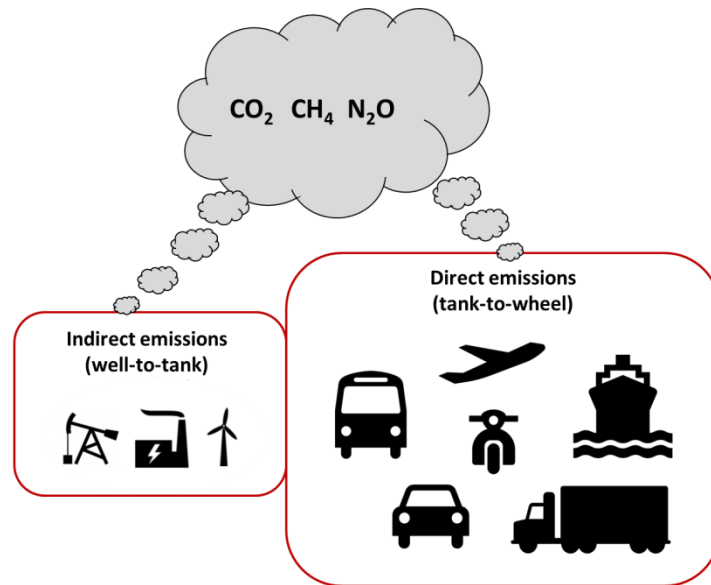 CO₂ CH₄ N₂O
Direct emissions
(tank-to-wheel)
Indirect emissions
(well-to-tank)